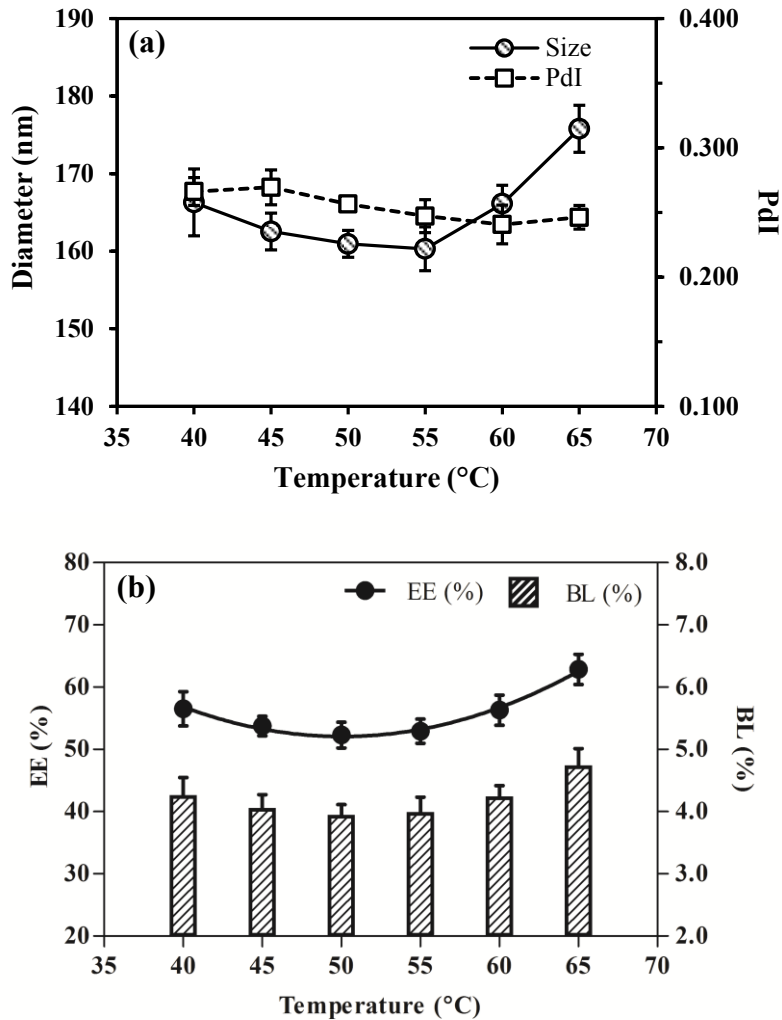 (a)
Size
PdI
190
180
170
160
150
140
Diameter (nm)
0.400
0.300
0.200
0.100
PdI
35 40 45 50 55 60 65 70
Temperature (°C)
(b)
EE (%) BL (%)
80
70
60
50
40
30
20
EE (%)
8.0
7.0
6.0
5.0
4.0
3.0
2.0
BL (%)
35 40 45 50 55 60 65 70
Temperature (°C)